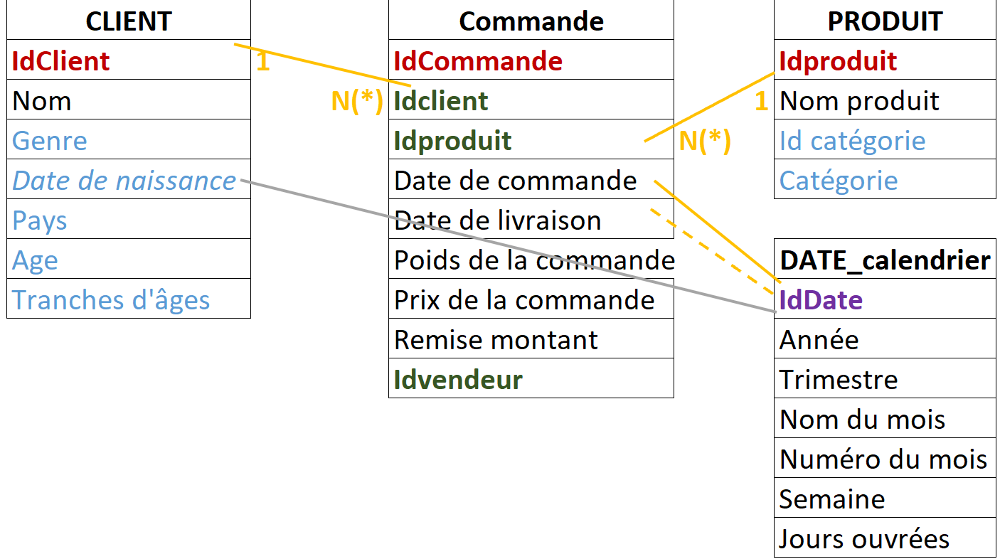 CLIENT
IdClient
Nom
Genre
Date de naissance
Pays
Age
Tranches d'âges
1
N(*)
Commande
IdCommande
Idclient
Idproduit
Date de commande
Date de livraison
Poids de la commande
Prix de la commande
Remise montant
Idvendeur
N(*)
1
PRODUIT
Idproduit
Nom produit
Id catégorie
Catégorie
DATE_calendrier
IdDate
Année
Trimestre
Nom du mois
Numéro du mois
Semaine
Jours ouvrées